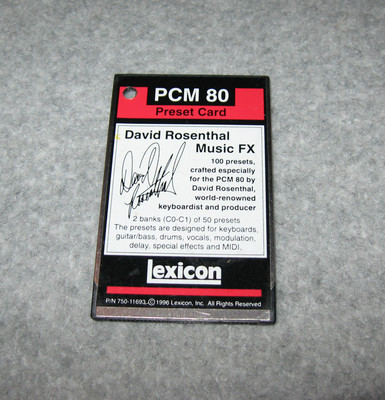 PCM 80
Preset Card
David Rosenthal
Music FX
100 presets,
crafted especially
for the PCM 80 by
David Rosenthal,
world-renowned
keyboardist and producer
2 banks (C0-C1) of 50 presets
The presets are designed for keyboards,
guitar/bass, drums, vocals, modulation,
delay, special effects and MIDI.
lexicon
P/N 750-11693 © 1996 Lexicon, Inc. All Rights Reserved